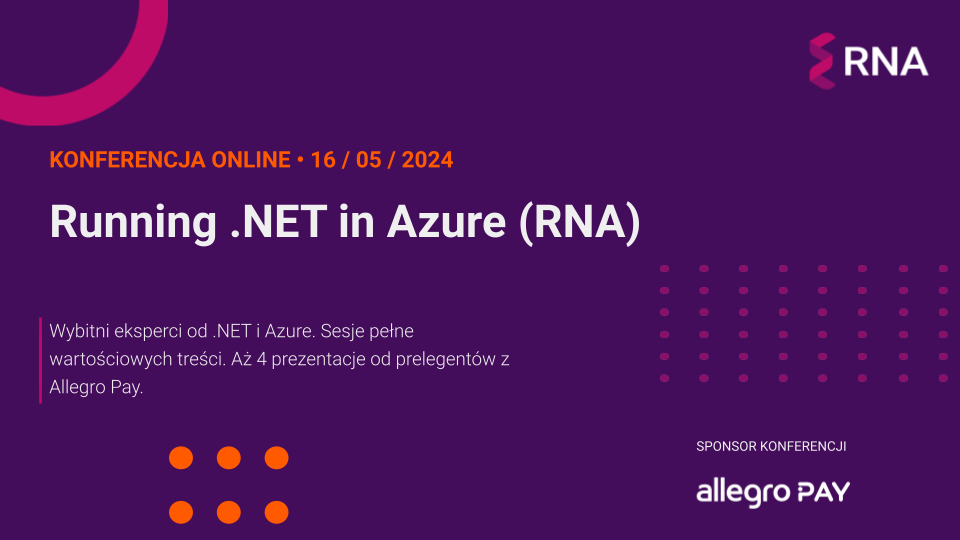 RNA
KONFERENCJA ONLINE • 16 / 05 / 2024
Running .NET in Azure (RNA)
Wybitni eksperci od .NET i Azure. Sesje pełne
wartościowych treści. Aż 4 prezentacje od prelegentów z
Allegro Pay.
SPONSOR KONFERENCJI
allegro PAY